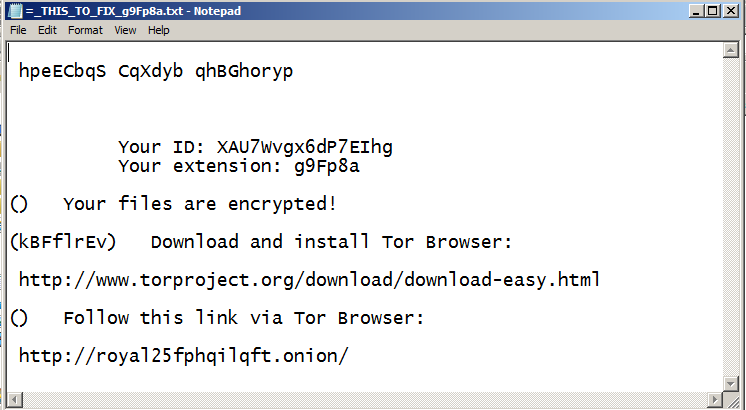 =_THIS_TO_FIX_g9Fp8a.txt - Notepad
File Edit Format View Help
hpeECbqS CqXdyb qhBGhoryp
Your ID: XAU7Wvgx6dP7EIhg
Your extension: g9Fp8a
() Your files are encrypted!
(kBFflrEv) Download and install Tor Browser:
http://www.torproject.org/download/download-easy.html
() Follow this link via Tor Browser:
http://royal25fphqilqft.onion/